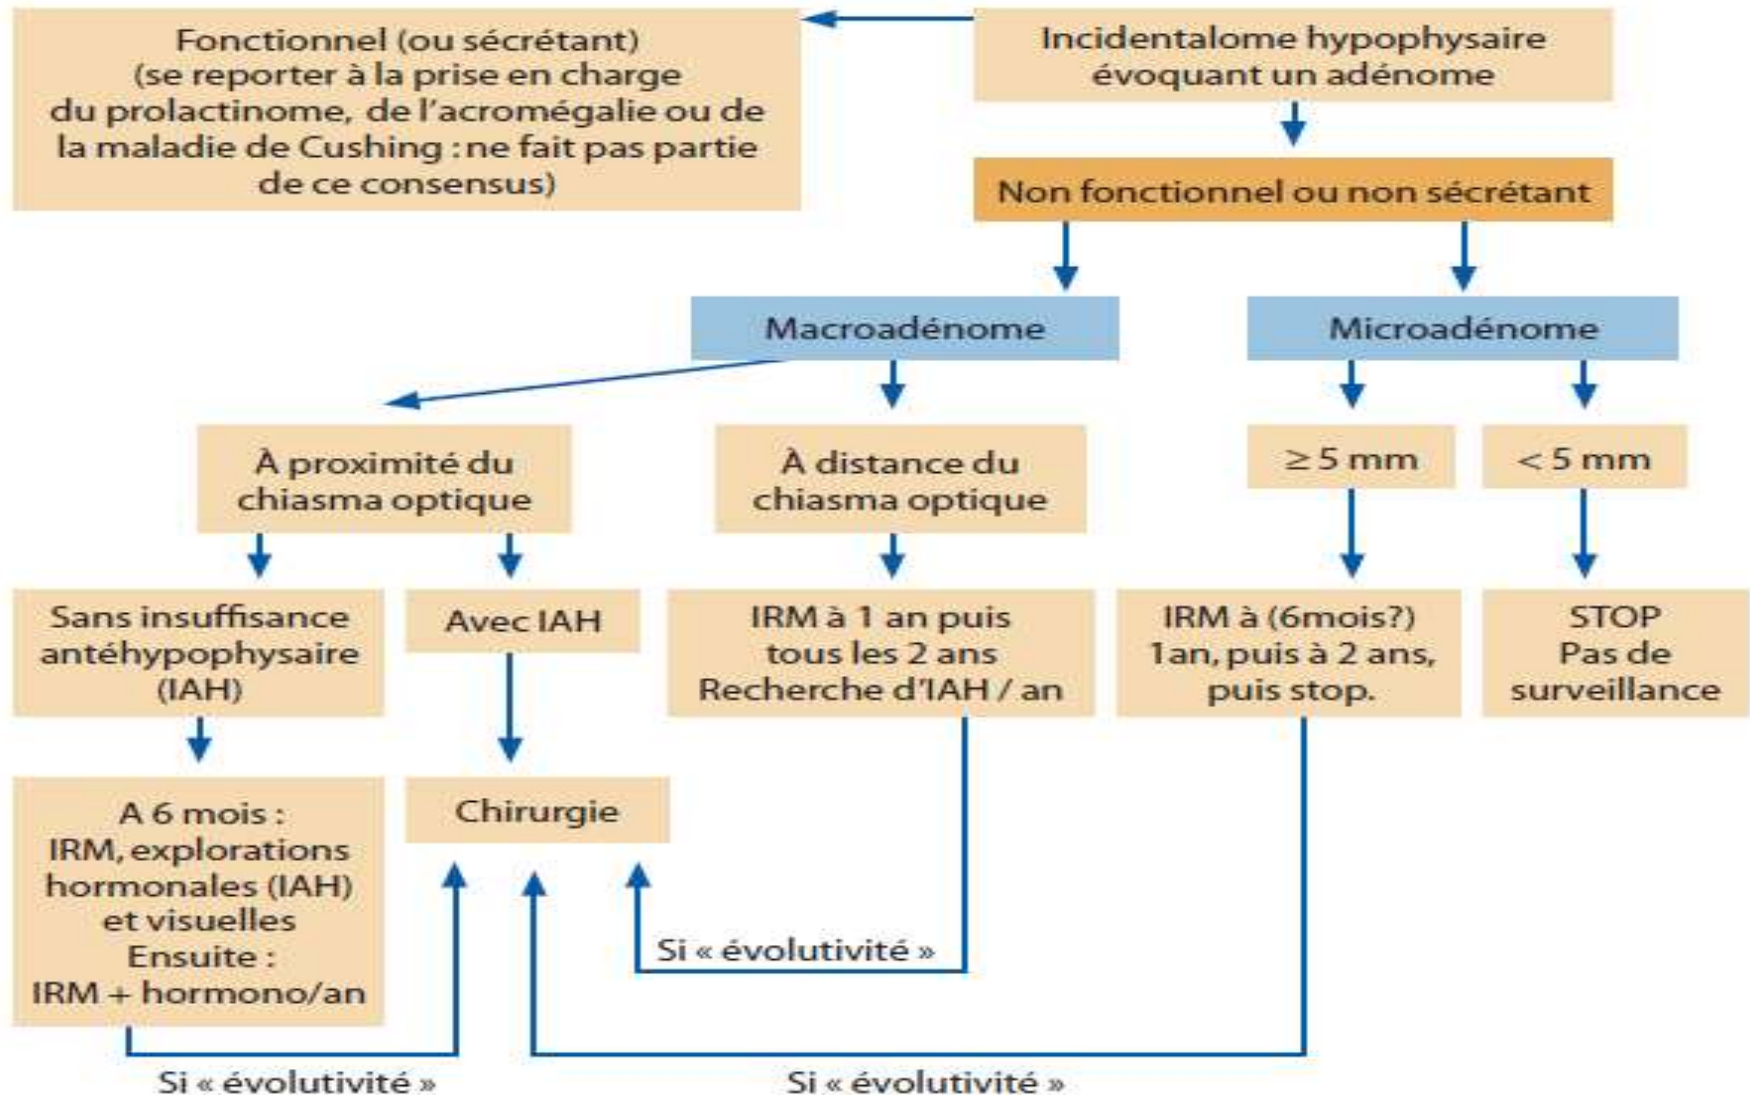 Fonctionnel (ou sécrétant)
(se reporter à la prise en charge
du prolactinome, de l'acromégalie ou de
la maladie de Cushing : ne fait pas partie
de ce consensus)
Incidentalome hypophysaire
évoquant un adénome
Non fonctionnel ou non sécrétant
Macroadénome
Microadénome
À proximité du
chiasma optique
À distance du
chiasma optique
≥ 5 mm
< 5 mm
Sans insuffisance
antéhypophysaire
(IAH)
Avec IAH
IRM à 1 an puis
tous les 2 ans
Recherche d'IAH / an
IRM à (6mois?)
1an, puis à 2 ans,
puis stop.
STOP
Pas de
surveillance
A 6 mois :
IRM, explorations
hormonales (IAH)
et visuelles
Ensuite :
IRM + hormono/an
Chirurgie
Si « évolutivité »
Si « évolutivité »
Si « évolutivité »